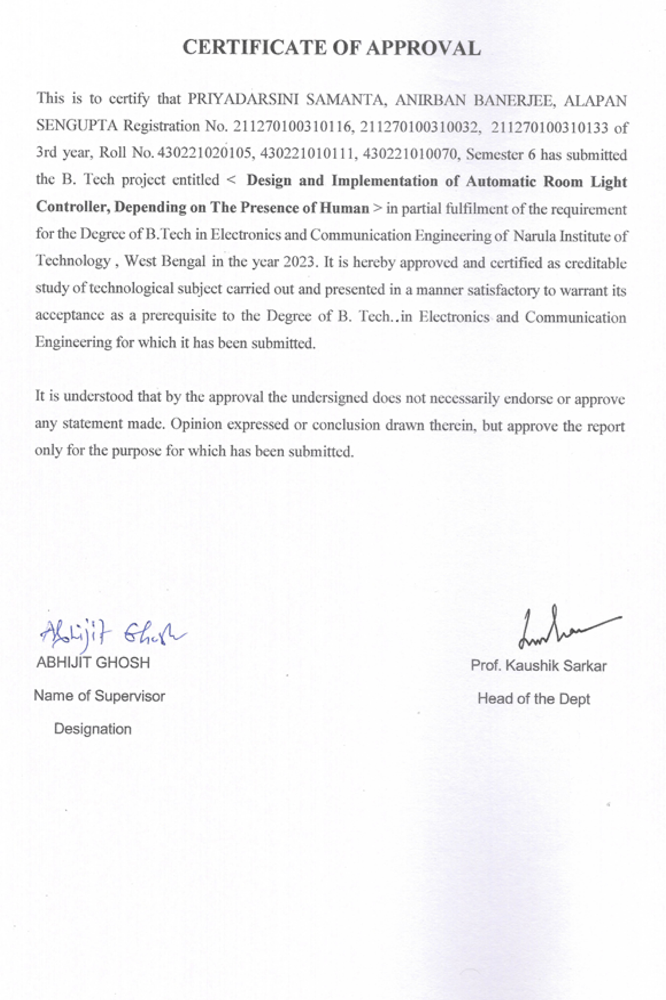 CERTIFICATE OF APPROVAL
This is to certify that PRIYADARSINI SAMANTA, ANIRBAN BANERJEE, ALAPAN
SENGUPTA Registration No. 211270100310116, 211270100310032, 211270100310133 of
3rd year, Roll No. 430221020105, 430221010111, 430221010070, Semester 6 has submitted
the B. Tech project entitled < Design and Implementation of Automatic Room Light
Controller, Depending on The Presence of Human > in partial fulfilment of the requirement
for the Degree of B.Tech in Electronics and Communication Engineering of Narula Institute of
Technology , West Bengal in the year 2023. It is hereby approved and certified as creditable
study of technological subject carried out and presented in a manner satisfactory to warrant its
acceptance as a prerequisite to the Degree of B. Tech..in Electronics and Communication
Engineering for which it has been submitted.
It is understood that by the approval the undersigned does not necessarily endorse or approve
any statement made. Opinion expressed or conclusion drawn therein, but approve the report
only for the purpose for which has been submitted.
Abhijit Ghosh
ABHIJIT GHOSH
Name of Supervisor
Designation
Prof. Kaushik Sarkar
Head of the Dept